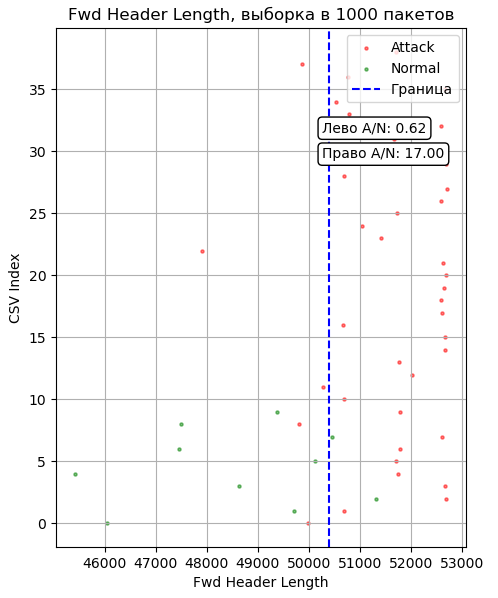 Fwd Header Length, выборка в 1000 пакетов
Attack
Normal
Граница
Лево A/N: 0.62
Право A/N: 17.00
CSV Index
35
30
25
20
15
10
5
0
46000 47000 48000 49000 50000 51000 52000 53000
Fwd Header Length